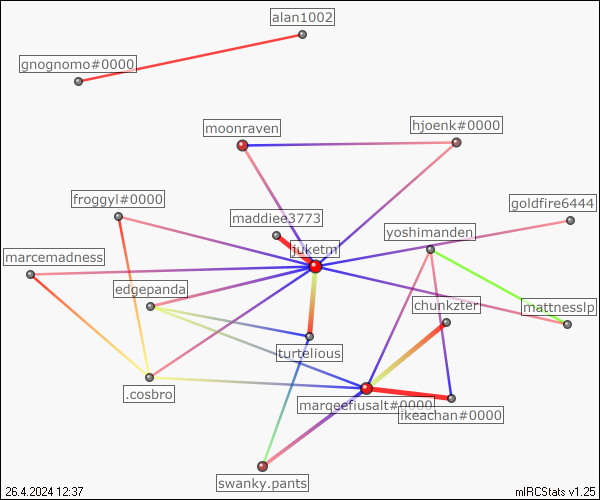 alan1002
gnognomo#0000
moonraven
hjoenk#0000
froggyl#0000
goldfire6444
maddiee3773
yoshimanden
juketm
marcemadness
edgepanda
chunkzter
mattnesslp
turtelious
.cosbro
margeefiusalt#0000
ikeachan#0000
swanky.pants
26.4.2024 12:37
mIRCStats v1.25